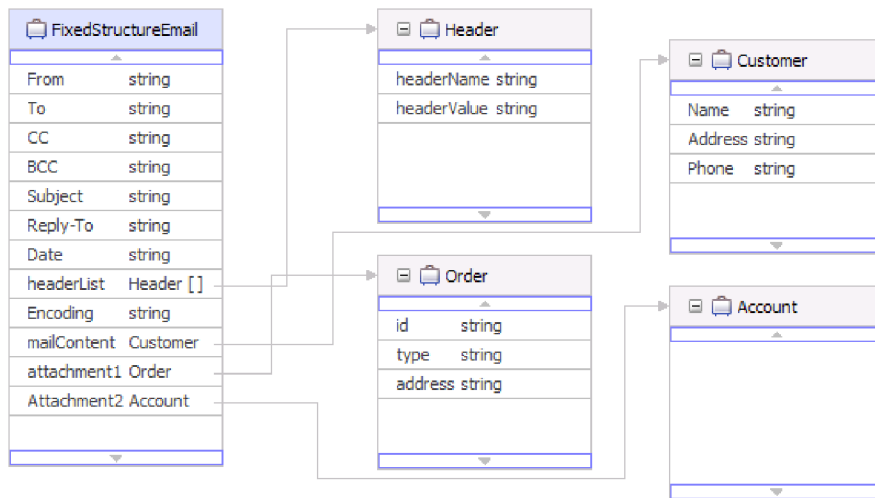 FixedStructureEmail
From string
To string
CC string
BCC string
Subject string
Reply-To string
Date string
headerList Header []
Encoding string
mailContent Customer
attachment1 Order
Attachment2 Account
Header
headerName string
headerValue string
Order
id string
type string
address string
Customer
Name string
Address string
Phone string
Account